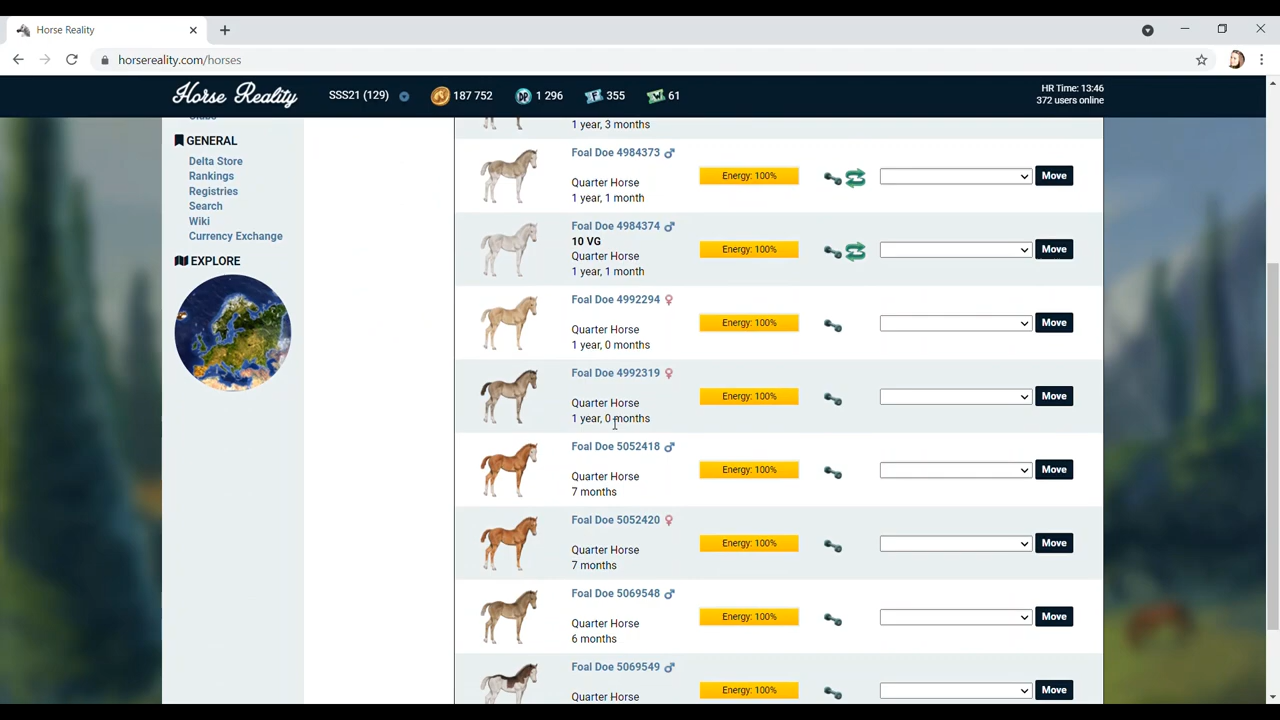 Horse Reality
horsereality.com/horses
Horse Reality
SSS21 (129)
187 752
DP 1 296
F 355
W 61
HR Time: 13:46
372 users online
GENERAL
Delta Store
Rankings
Registries
Search
Wiki
Currency Exchange
EXPLORE
1 year, 3 months
Foal Doe 4984373
Quarter Horse
1 year, 1 month
Energy: 100%
Move
Foal Doe 4984374
10 VG
Quarter Horse
1 year, 1 month
Energy: 100%
Move
Foal Doe 4992294
Quarter Horse
1 year, 0 months
Energy: 100%
Move
Foal Doe 4992319
Quarter Horse
1 year, 0 months
Energy: 100%
Move
Foal Doe 5052418
Quarter Horse
7 months
Energy: 100%
Move
Foal Doe 5052420
Quarter Horse
7 months
Energy: 100%
Move
Foal Doe 5069548
Quarter Horse
6 months
Energy: 100%
Move
Foal Doe 5069549
Quarter Horse
Energy: 100%
Move